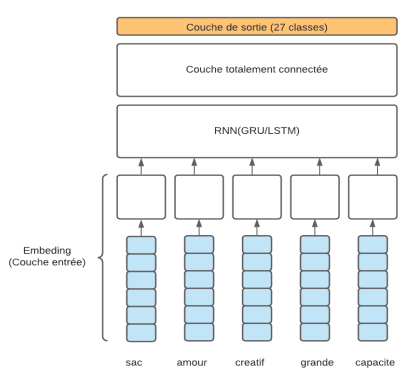 Couche de sortie (27 classes)
Couche totalement connectée
RNN(GRU/LSTM)
Embeding
(Couche entrée)
sac amour creatif grande capacite